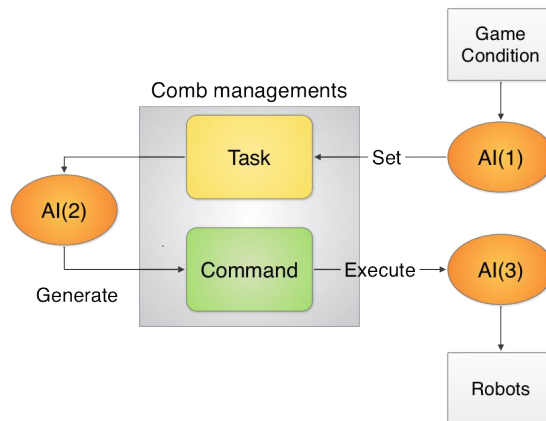 Game
Condition
Comb managements
Task
Set
AI(1)
AI(2)
Command
Execute
AI(3)
Generate
Robots